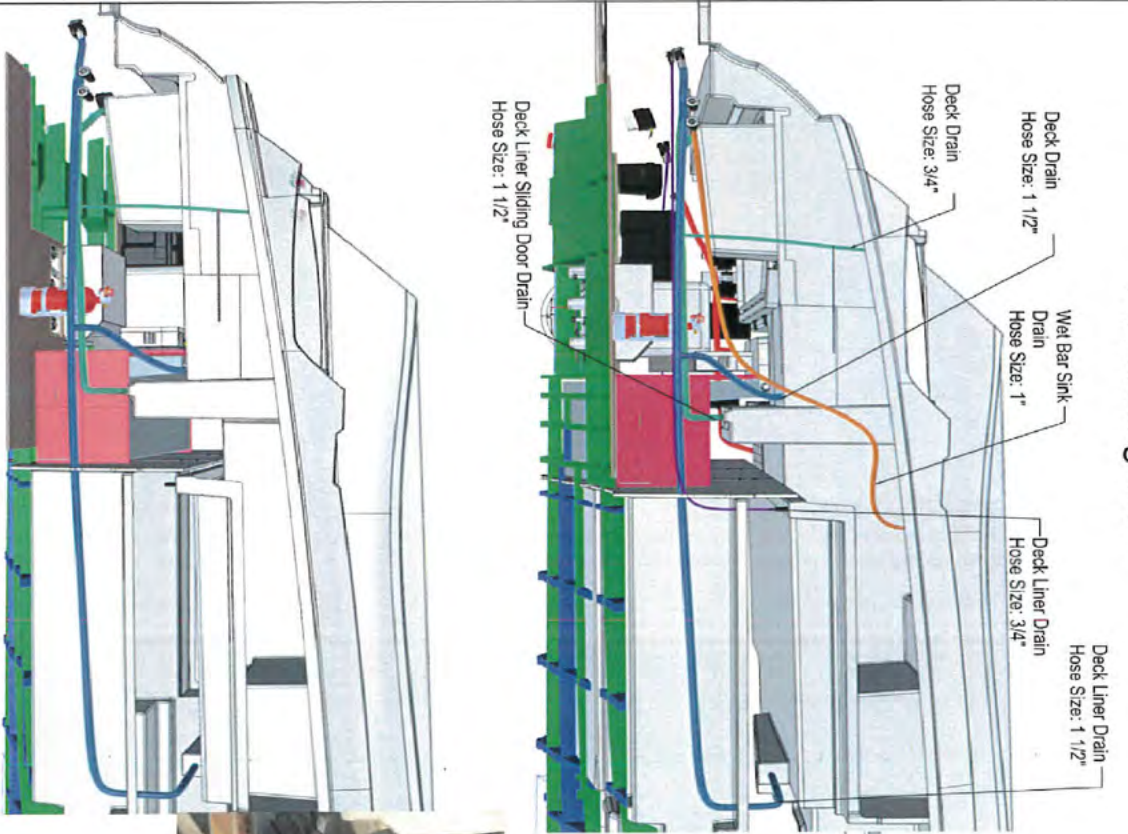 Deck Drain
Hose Size: 3/4"
Deck Drain
Hose Size: 1 1/2"
Wet Bar Sink
Drain
Hose Size: 1"
Deck Liner Drain
Hose Size: 3/4"
Deck Liner Drain
Hose Size: 1 1/2"
Deck Liner Sliding Door Drain
Hose Size: 1 1/2"